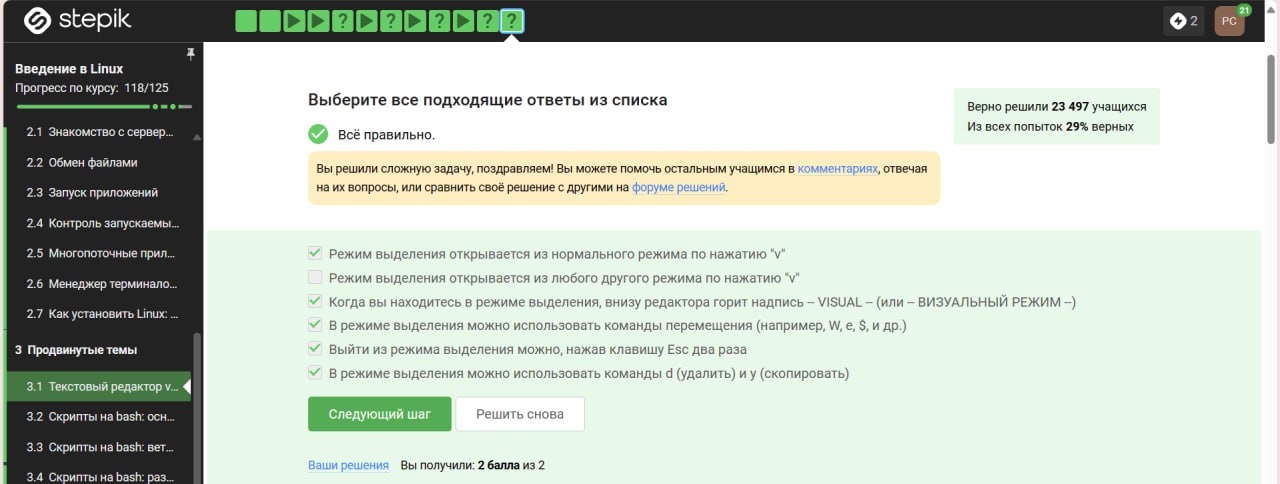 stepik
? ? ? ? ?
2
PC
21
Введение в Linux
Прогресс по курсу: 118/125
2.1 Знакомство с сервер...
2.2 Обмен файлами
2.3 Запуск приложений
2.4 Контроль запускаемы...
2.5 Многопоточные прил...
2.6 Менеджер терминало...
2.7 Как установить Linux: ...
3 Продвинутые темы
3.1 Текстовый редактор v...
3.2 Скрипты на bash: осн...
3.3 Скрипты на bash: вет...
3.4 Скрипты на bash: раз...
Выберите все подходящие ответы из списка
Всё правильно.
Вы решили сложную задачу, поздравляем! Вы можете помочь остальным учащимся в комментариях, отвечая
на их вопросы, или сравнить своё решение с другими на форуме решений.
Верно решили 23 497 учащихся
Из всех попыток 29% верных
Режим выделения открывается из нормального режима по нажатию "v"
Режим выделения открывается из любого другого режима по нажатию "v"
Когда вы находитесь в режиме выделения, внизу редактора горит надпись -- VISUAL -- (или -- ВИЗУАЛЬНЫЙ РЕЖИМ --)
В режиме выделения можно использовать команды перемещения (например, W, e, $, и др.)
Выйти из режима выделения можно, нажав клавишу Esc два раза
В режиме выделения можно использовать команды d (удалить) и y (скопировать)
Следующий шаг
Решить снова
Ваши решения Вы получили: 2 балла из 2